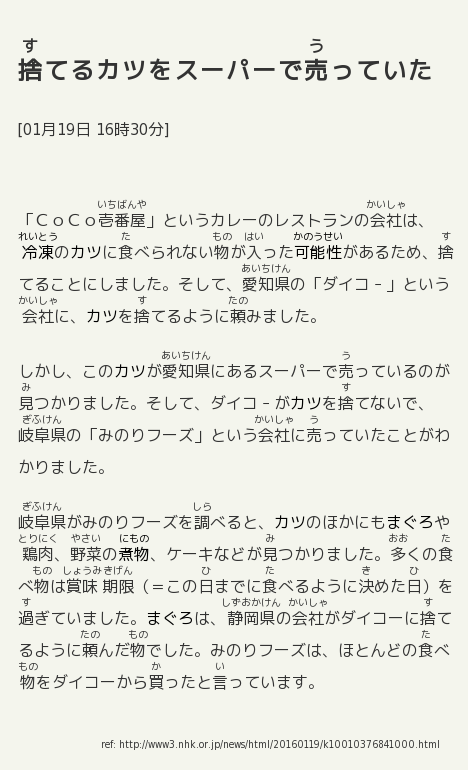 捨てるカツをスーパーで売っていた
[01月19日 16時30分]
「ＣｏＣｏ壱番屋」というカレーのレストランの会社は、
冷凍のカツに食べられない物が入った可能性があるため、捨
てることにしました。そして、愛知県の「ダイコ－」という
会社に、カツを捨てるように頼みました。
しかし、このカツが愛知県にあるスーパーで売っているのが
見つかりました。そして、ダイコ－がカツを捨てないで、
岐阜県の「みのりフーズ」という会社に売っていたことがわ
かりました。
岐阜県がみのりフーズを調べると、カツのほかにもまぐろや
鶏肉、野菜の煮物、ケーキなどが見つかりました。多くの食
べ物は賞味期限（＝この日までに食べるように決めた日）を
過ぎていました。まぐろは、静岡県の会社がダイコーに捨て
るように頼んだ物でした。みのりフーズは、ほとんどの食べ
物をダイコーから買ったと言っています。
ref: http://www3.nhk.or.jp/news/html/20160119/k10010376841000.html